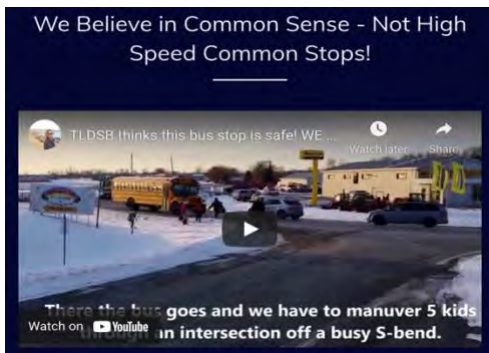 We Believe in Common Sense - Not High
Speed Common Stops!
TLDSB thinks this bus stop is safe! WE ...
Watch later
Share
There the bus goes and we have to manuver 5 kids
through an intersection off a busy S-bend.
Watch on YouTube